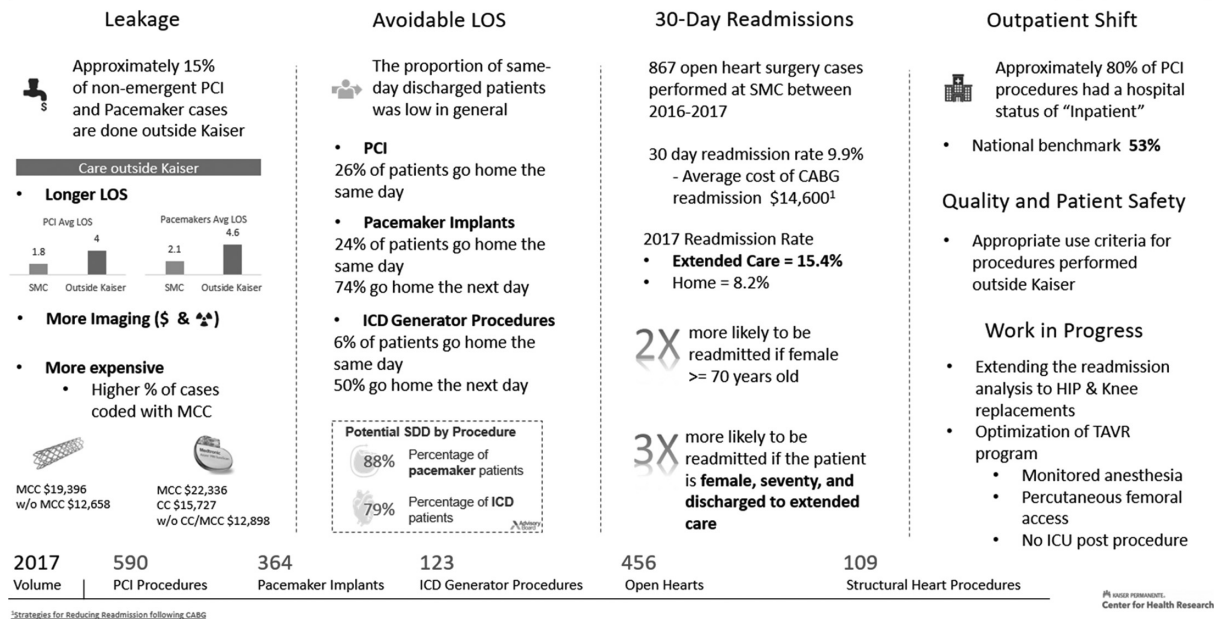 Leakage
Approximately 15%
of non-emergent PCI
and Pacemaker cases
are done outside Kaiser
$
Care outside Kaiser
• Longer LOS
PCI Avg LOS
1.8
4
SMC
Outside Kaiser
Pacemakers Avg LOS
2.1
4.6
SMC
Outside Kaiser
• More Imaging ($ & ☢)
• More expensive
• Higher % of cases
coded with MCC
MCC $19,396
w/o MCC $12,658
MCC $22,336
CC $15,727
w/o CC/MCC $12,898
Avoidable LOS
The proportion of same-
day discharged patients
was low in general
• PCI
26% of patients go home the
same day
• Pacemaker Implants
24% of patients go home the
same day
74% go home the next day
• ICD Generator Procedures
6% of patients go home the
same day
50% go home the next day
Potential SDD by Procedure
88%
Percentage of
pacemaker patients
79%
Percentage of ICD
patients
Advisory
Board
30-Day Readmissions
867 open heart surgery cases
performed at SMC between
2016-2017
30 day readmission rate 9.9%
- Average cost of CABG
readmission $14,600¹
2017 Readmission Rate
• Extended Care = 15.4%
• Home = 8.2%
2X
more likely to be
readmitted if female
>= 70 years old
3X
more likely to be
readmitted if the patient
is female, seventy, and
discharged to extended
care
Outpatient Shift
Approximately 80% of PCI
procedures had a hospital
status of “Inpatient”
• National benchmark 53%
Quality and Patient Safety
• Appropriate use criteria for
procedures performed
outside Kaiser
Work in Progress
• Extending the readmission
analysis to HIP & Knee
replacements
• Optimization of TAVR
program
• Monitored anesthesia
• Percutaneous femoral
access
• No ICU post procedure
2017
Volume
590
PCI Procedures
364
Pacemaker Implants
123
ICD Generator Procedures
456
Open Hearts
109
Structural Heart Procedures
KAISER PERMANENTE.
Center for Health Research
¹Strategies for Reducing Readmission following CABG